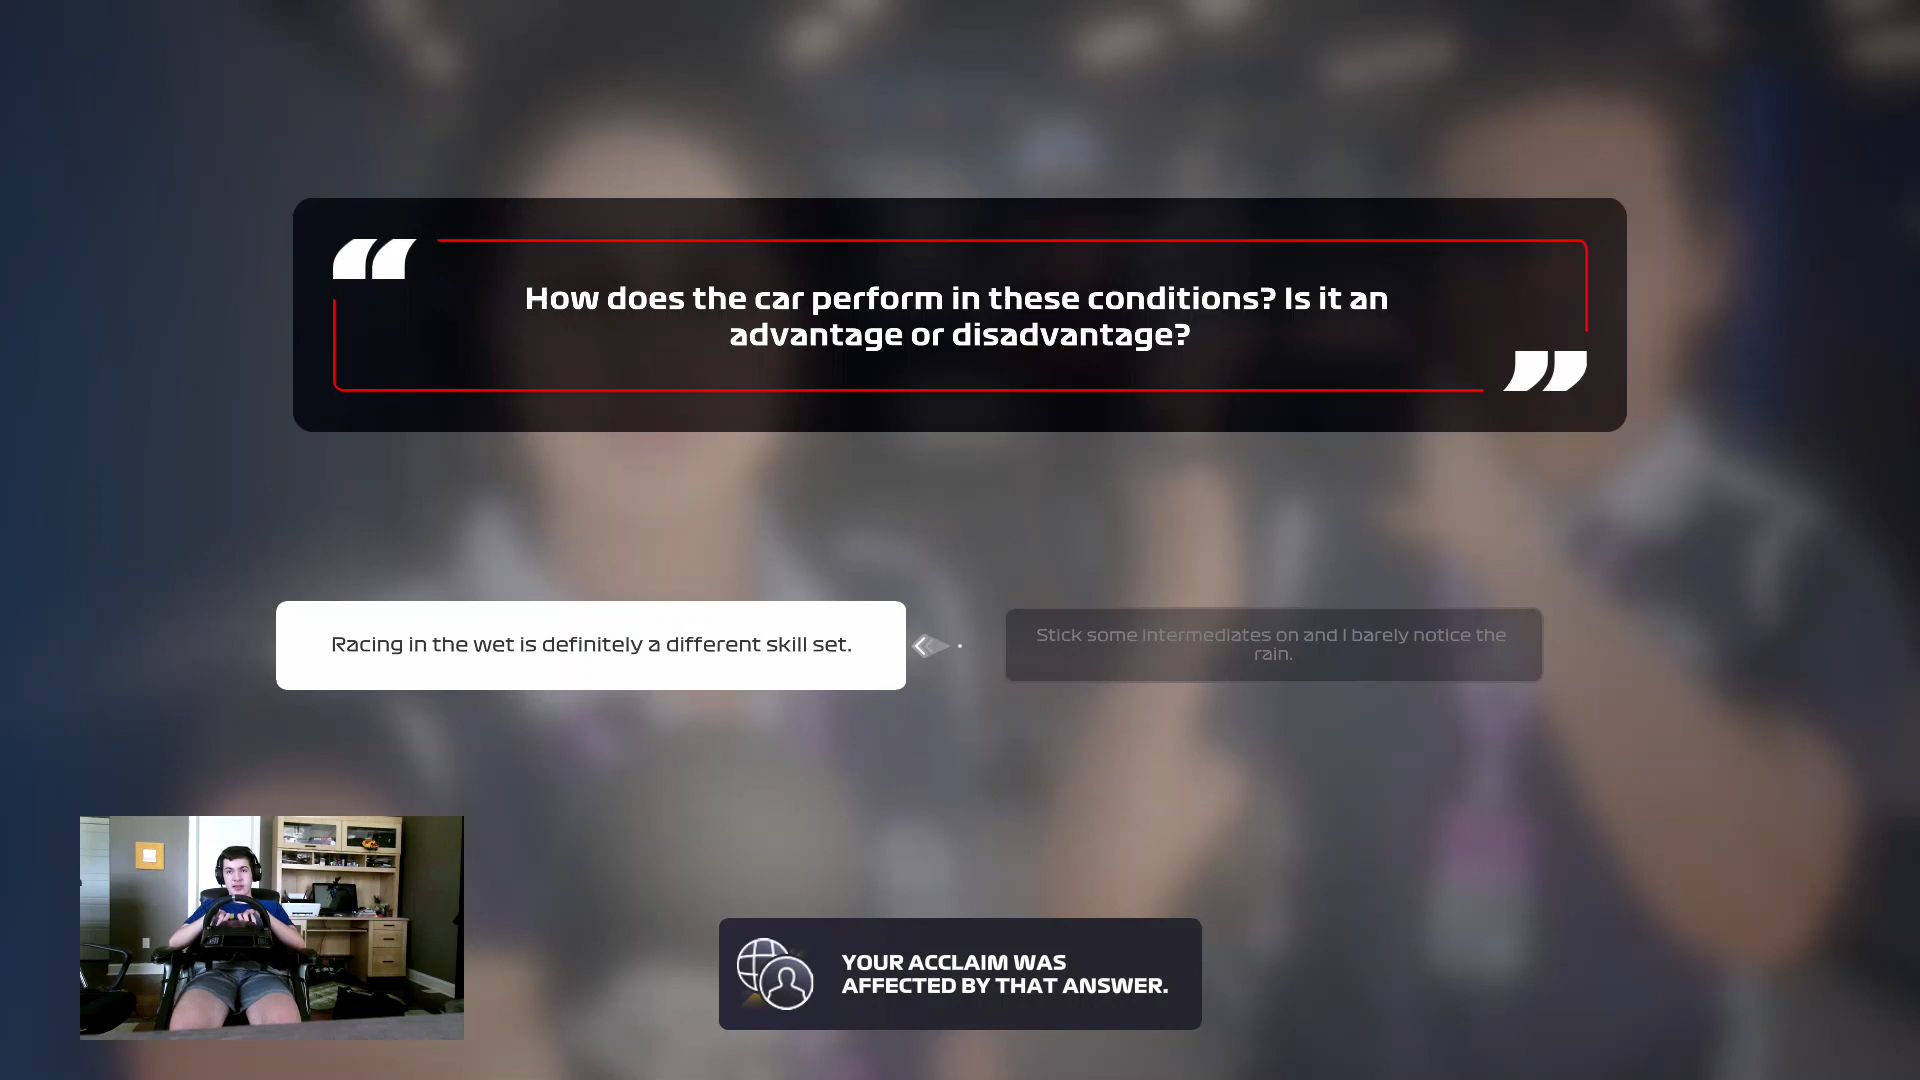 How does the car perform in these conditions? Is it an
advantage or disadvantage?
Racing in the wet is definitely a different skill set.
Stick some intermediates on and I barely notice the
rain.
YOUR ACCLAIM WAS
AFFECTED BY THAT ANSWER.